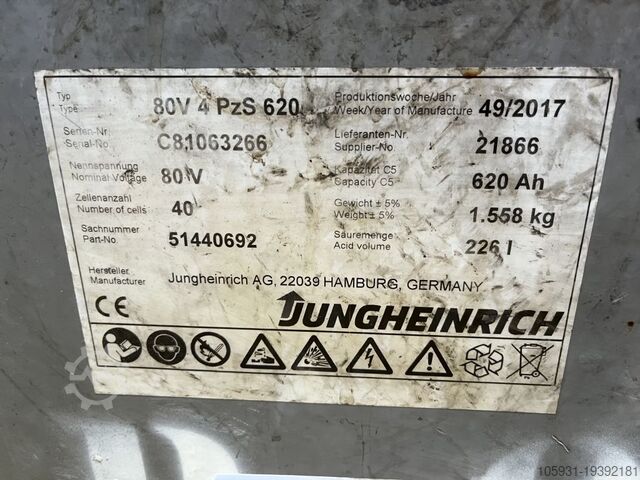 Typ
Type
80V 4 PzS 620
Produktionswoche/Jahr
Week/Year of Manufacture
49/2017
Serien-Nr.
Serial-No.
C81063266
Lieferanten-Nr.
Supplier-No.
21866
Nennspannung
Nominal Voltage
80 V
Kapazität C5
Capacity C5
620 Ah
Zellenanzahl
Number of cells
40
Gewicht ± 5%
Weight ± 5%
1.558 kg
Sachnummer
Part-No.
51440692
Säuremenge
Acid volume
226 l
Hersteller
Manufacturer
Jungheinrich AG, 22039 HAMBURG, GERMANY
CE
JUNGHEINRICH
105931-19392181